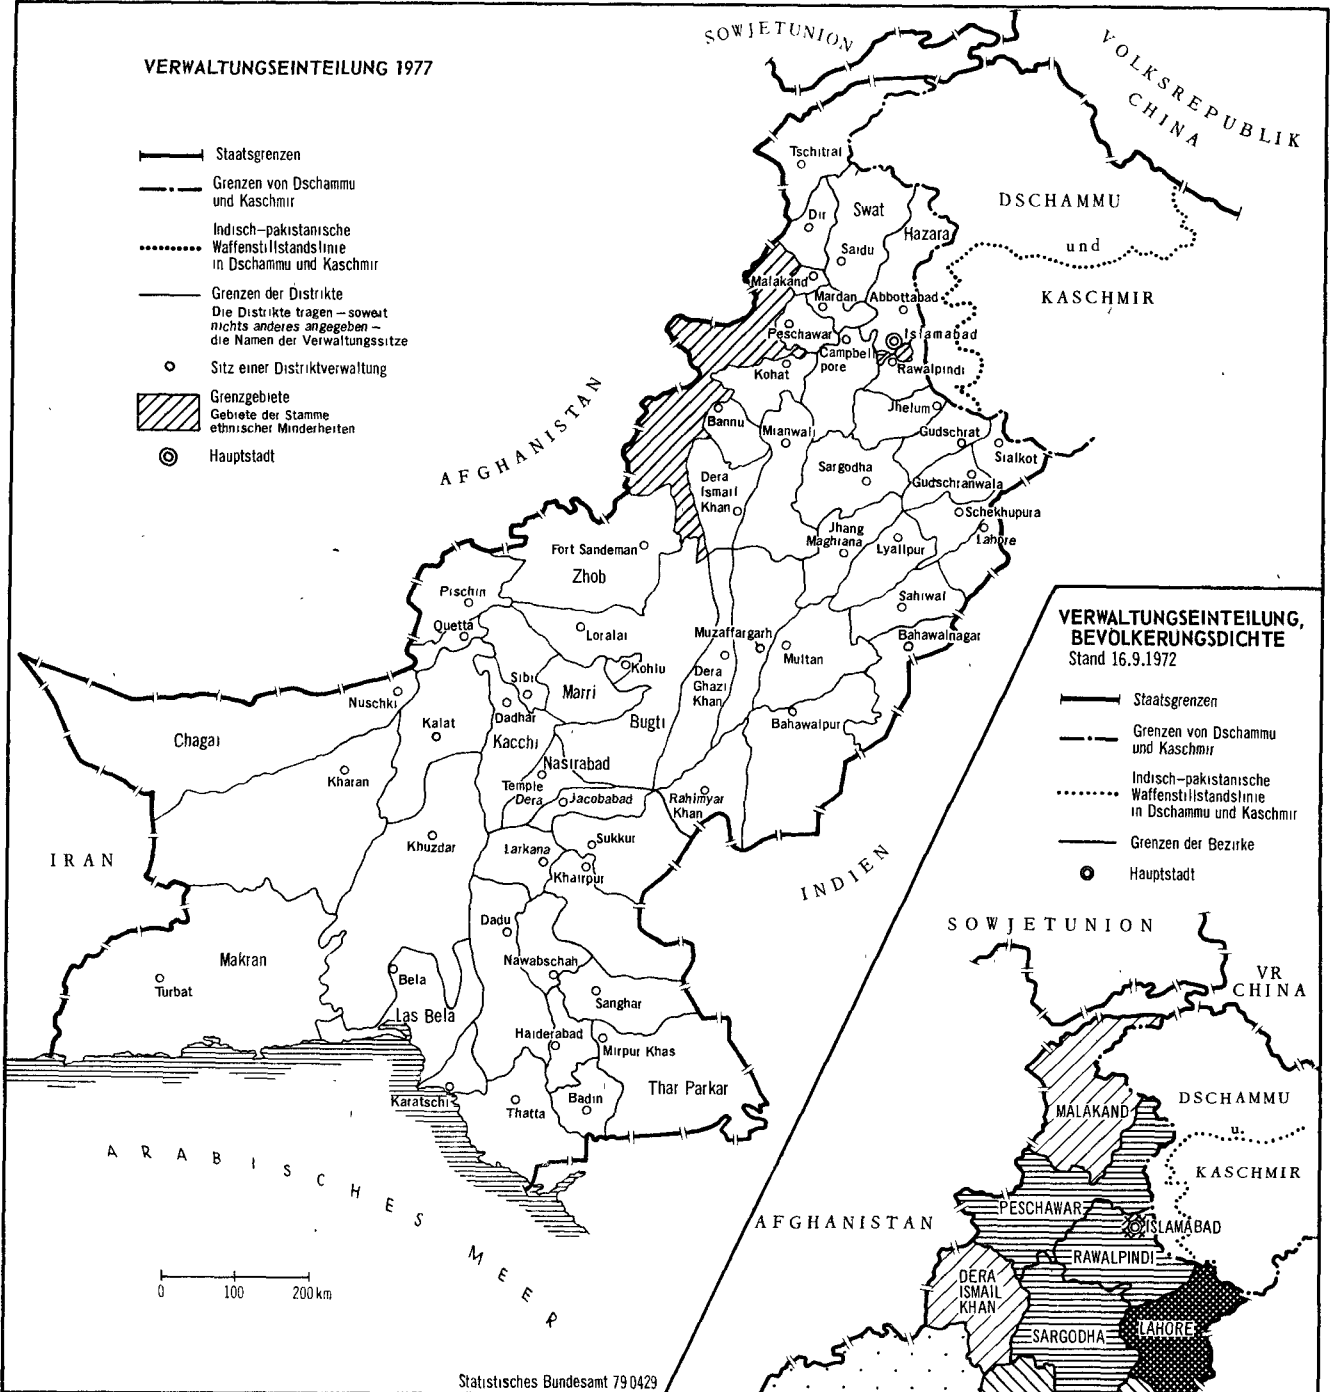 VERWALTUNGSEINTEILUNG 1977
Staatsgrenzen
Grenzen von Dschammu
und Kaschmir
Indisch-pakistanische
Waffenstillstandslinie
in Dschammu und Kaschmir
Grenzen der Distrikte
Die Distrikte tragen – soweit
nichts anderes angegeben –
die Namen der Verwaltungssitze
Sitz einer Distriktverwaltung
Grenzgebiete
Gebiete der Stamme
ethnischer Minderheiten
Hauptstadt
SOWJETUNION
VOLKSREPUBLIK
CHINA
DSCHAMMU
und
KASCHMIR
AFGHANISTAN
IRAN
INDIEN
ARABISCHES MEER
Tschitral
Dir
Swat
Hazara
Saidu
Malakand
Mardan
Abbottabad
Peschawar
Islamabad
Campbell
pore
Kohat
Rawalpindi
Bannu
Mianwali
Jhelum
Gudschrat
Sialkot
Sargodha
Gudschranwala
Dera
Ismail
Khan
Schekhupura
Jhang
Maghiana
Lyallpur
Lahore
Fort Sandeman
Zhob
Pischin
Sahiwal
Quetta
Loralai
Muzaffargarh
Multan
Bahawalnagar
Kohlu
Dera
Ghazi
Khan
Sibi
Marri
Nuschki
Dadhar
Bugti
Bahawalpur
Kalat
Kacchi
Chagai
Nasirabad
Kharan
Temple
Dera
Jacobabad
Rahimyar
Khan
Khuzdar
Larkana
Sukkur
Khairpur
Dadu
Makran
Nawabschah
Turbat
Bela
Sanghar
Las Bela
Haiderabad
Mirpur Khas
Karatschi
Thatta
Badin
Thar Parkar
0 100 200 km
Statistisches Bundesamt 79 0429
VERWALTUNGSEINTEILUNG,
BEVÖLKERUNGSDICHTE
Stand 16.9.1972
Staatsgrenzen
Grenzen von Dschammu
und Kaschmir
Indisch-pakistanische
Waffenstillstandslinie
in Dschammu und Kaschmir
Grenzen der Bezirke
Hauptstadt
SOWJETUNION
VR
CHINA
DSCHAMMU
u.
KASCHMIR
MALAKAND
PESCHAWAR
AFGHANISTAN
ISLAMABAD
RAWALPINDI
DERA
ISMAIL
KHAN
SARGODHA
LAHORE